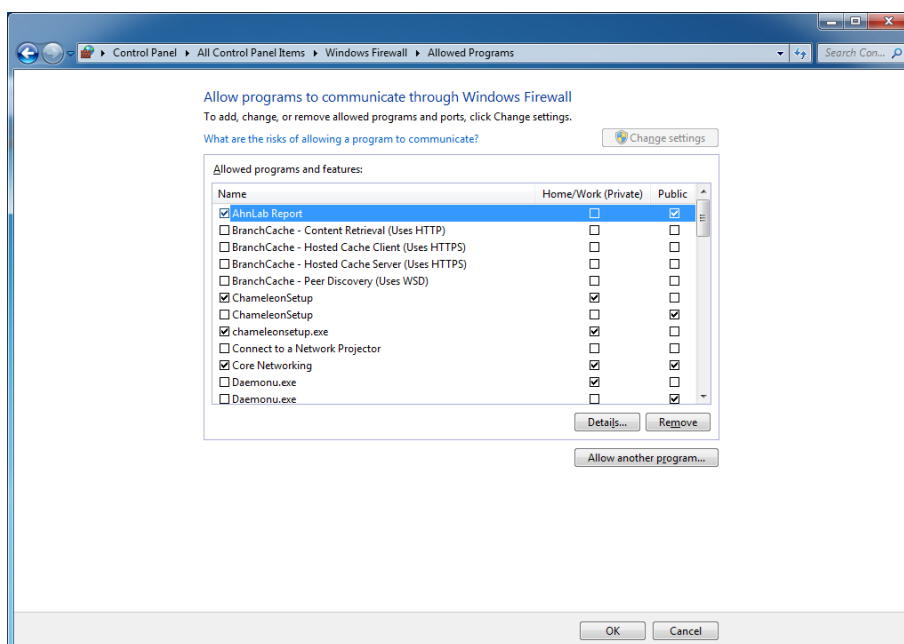 Control Panel ▸ All Control Panel Items ▸ Windows Firewall ▸ Allowed Programs
Search Con...
Allow programs to communicate through Windows Firewall
To add, change, or remove allowed programs and ports, click Change settings.
What are the risks of allowing a program to communicate?
Change settings
Allowed programs and features:
Name Home/Work (Private) Public
AhnLab Report
BranchCache - Content Retrieval (Uses HTTP)
BranchCache - Hosted Cache Client (Uses HTTPS)
BranchCache - Hosted Cache Server (Uses HTTPS)
BranchCache - Peer Discovery (Uses WSD)
ChameleonSetup
ChameleonSetup
chameleonsetup.exe
Connect to a Network Projector
Core Networking
Daemonu.exe
Daemonu.exe
Details... Remove
Allow another program...
OK Cancel